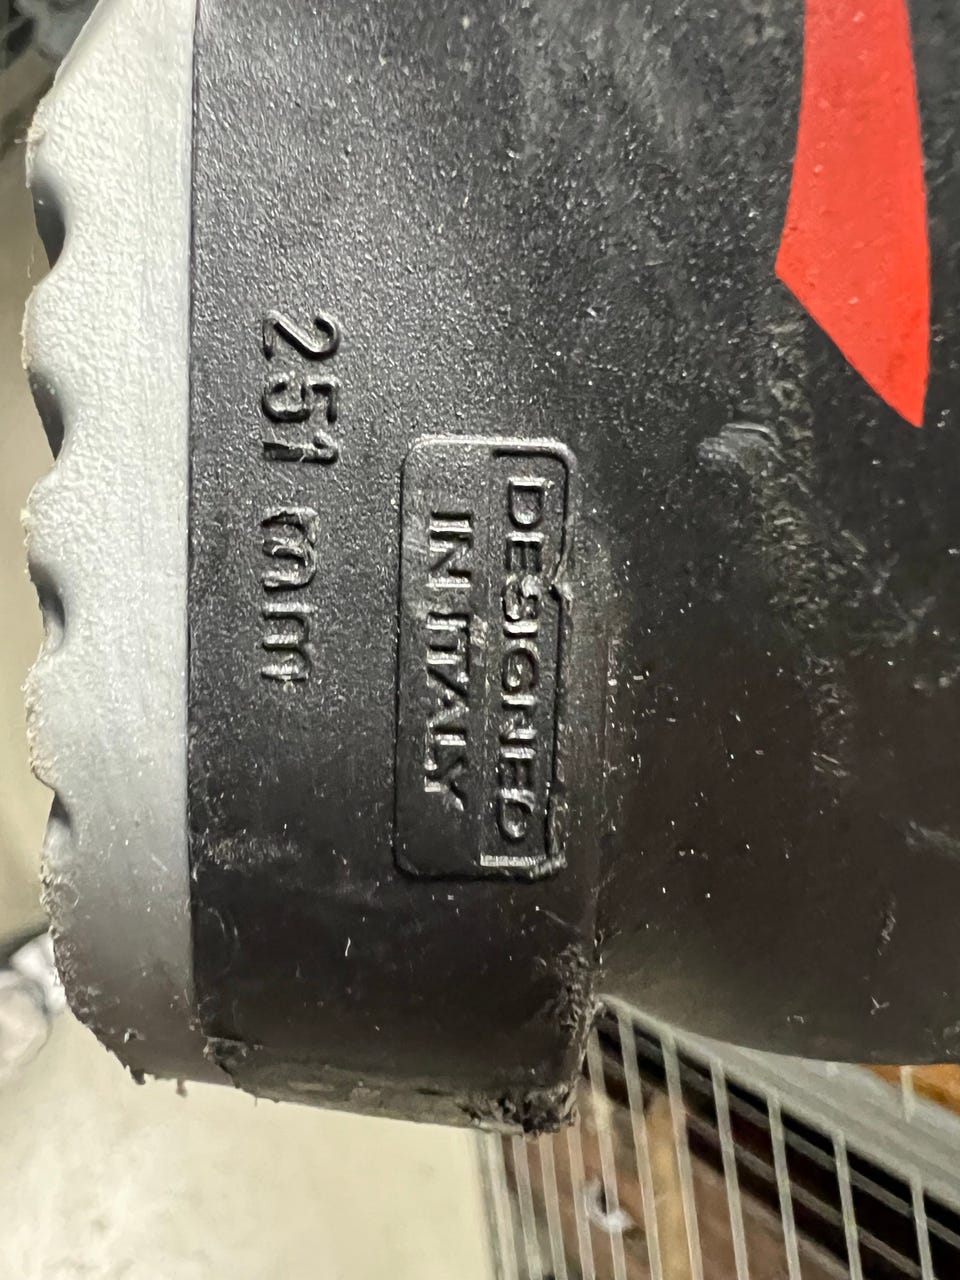 251 mm
DESIGNED
IN ITALY